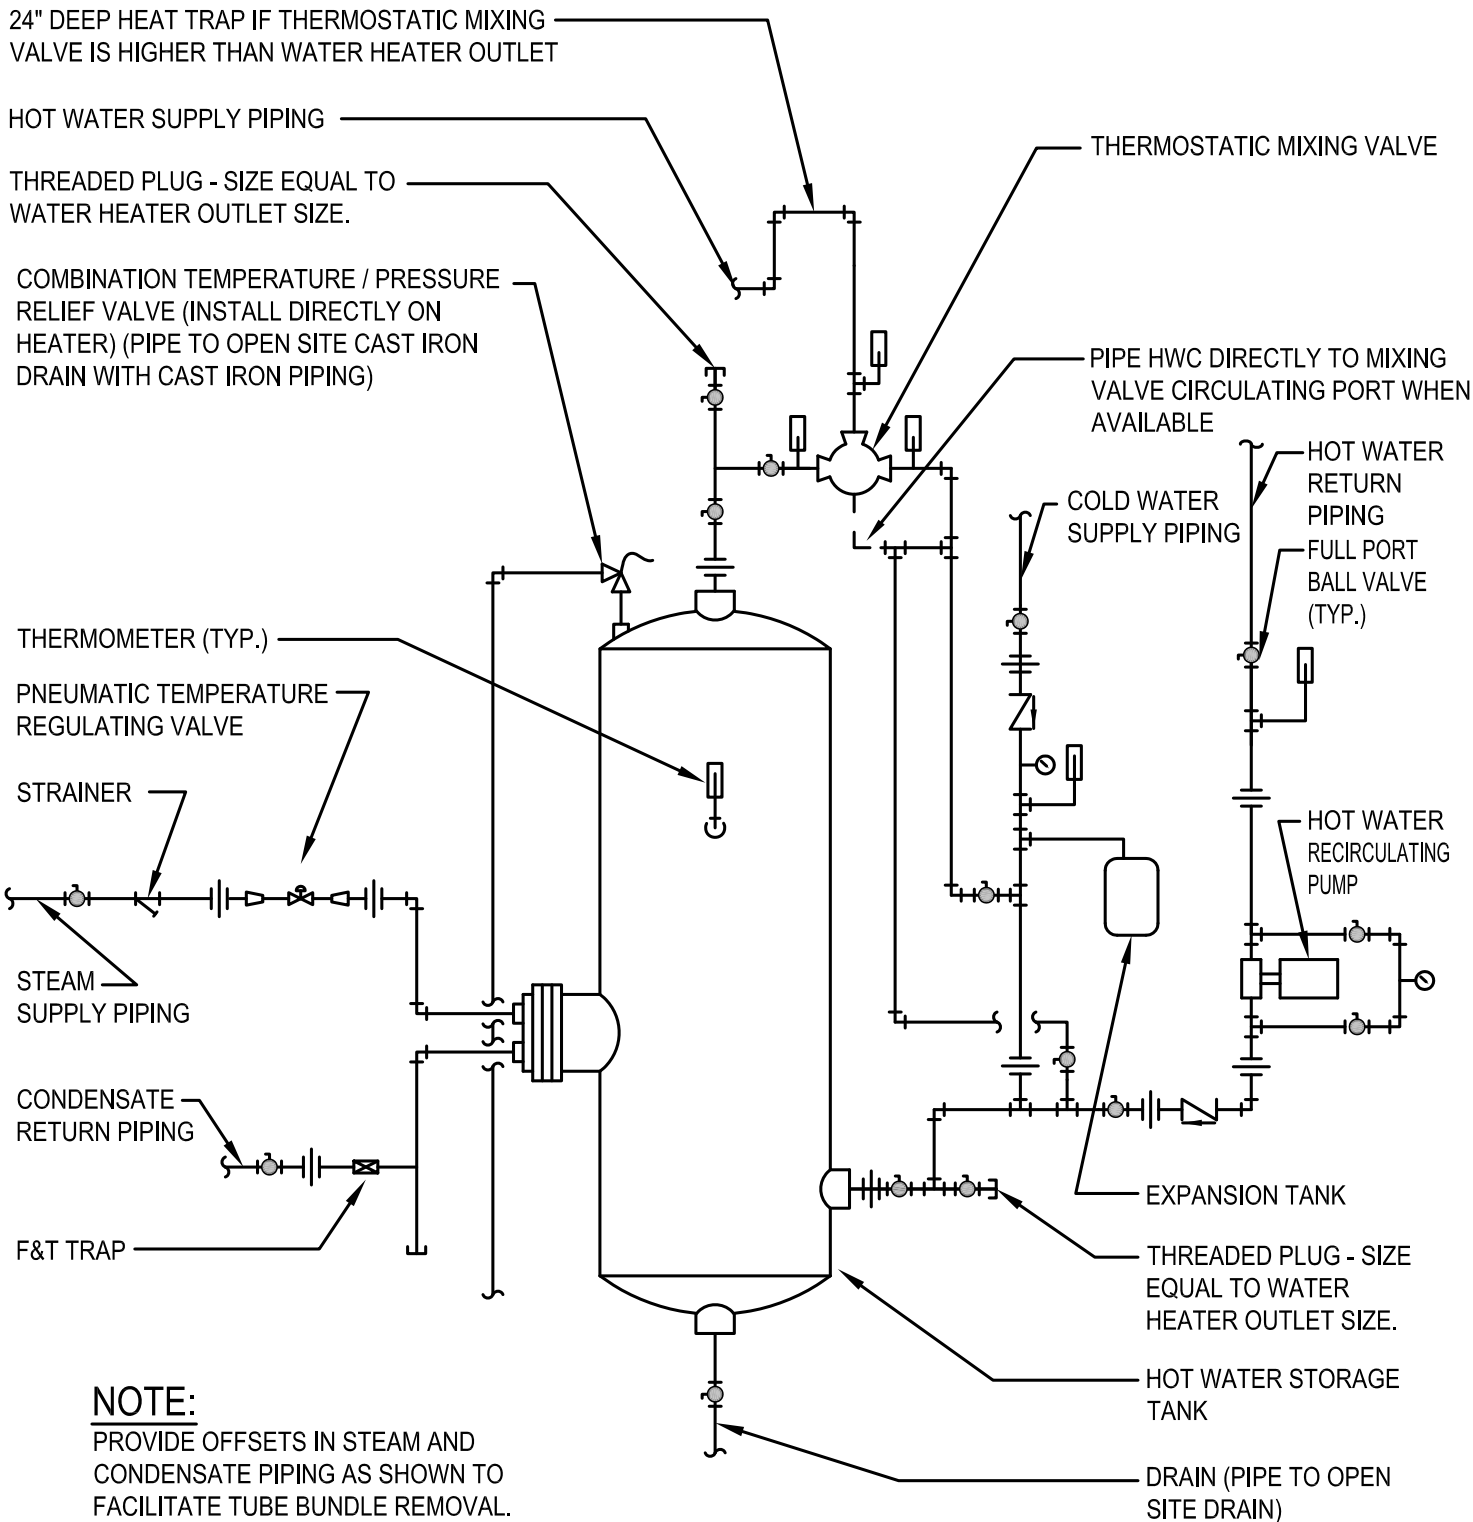 24" DEEP HEAT TRAP IF THERMOSTATIC MIXING
VALVE IS HIGHER THAN WATER HEATER OUTLET
HOT WATER SUPPLY PIPING
THREADED PLUG - SIZE EQUAL TO
WATER HEATER OUTLET SIZE.
COMBINATION TEMPERATURE / PRESSURE
RELIEF VALVE (INSTALL DIRECTLY ON
HEATER) (PIPE TO OPEN SITE CAST IRON
DRAIN WITH CAST IRON PIPING)
THERMOSTATIC MIXING VALVE
PIPE HWC DIRECTLY TO MIXING
VALVE CIRCULATING PORT WHEN
AVAILABLE
HOT WATER
RETURN
PIPING
COLD WATER
SUPPLY PIPING
FULL PORT
BALL VALVE
(TYP.)
THERMOMETER (TYP.)
PNEUMATIC TEMPERATURE
REGULATING VALVE
STRAINER
HOT WATER
RECIRCULATING
PUMP
STEAM
SUPPLY PIPING
CONDENSATE
RETURN PIPING
F&T TRAP
EXPANSION TANK
THREADED PLUG - SIZE
EQUAL TO WATER
HEATER OUTLET SIZE.
HOT WATER STORAGE
TANK
DRAIN (PIPE TO OPEN
SITE DRAIN)
NOTE:
PROVIDE OFFSETS IN STEAM AND
CONDENSATE PIPING AS SHOWN TO
FACILITATE TUBE BUNDLE REMOVAL.